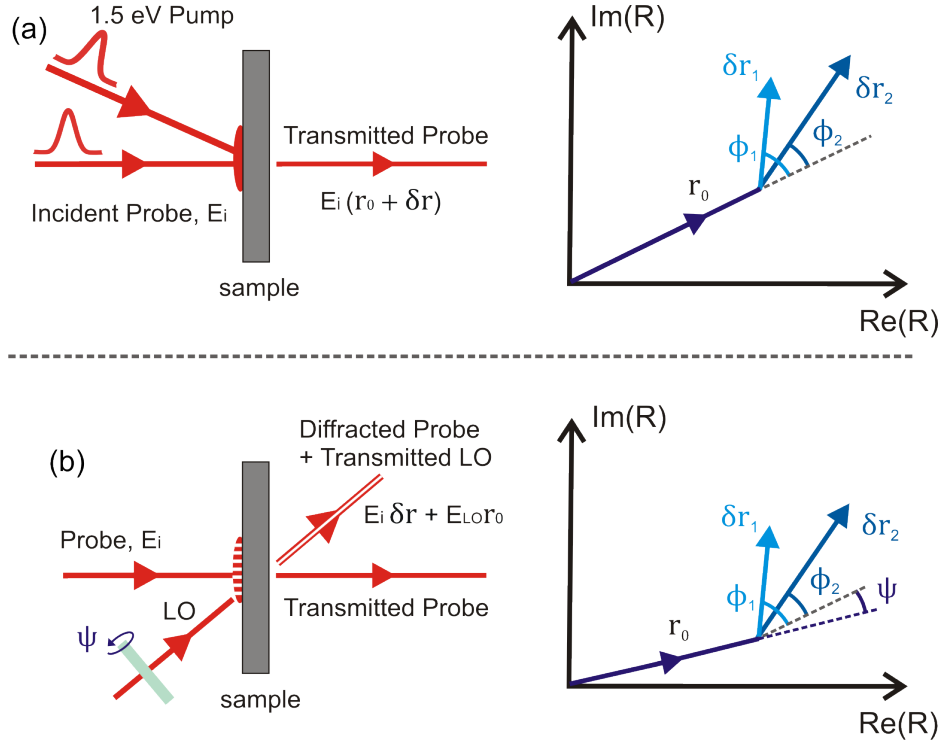 (a)
1.5 eV Pump
Incident Probe, Ei
Transmitted Probe
Ei (r0 + δr)
sample
Im(R)
δr1
δr2
ϕ1
ϕ2
r0
Re(R)
(b)
Probe, Ei
LO
ψ
Diffracted Probe
+ Transmitted LO
Ei δr + ELOr0
Transmitted Probe
sample
Im(R)
δr1
δr2
ϕ1
ϕ2
ψ
r0
Re(R)